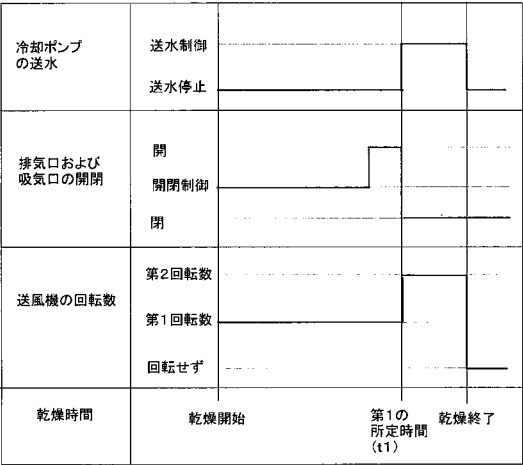 冷却ポンプ
の送水
送水制御
送水停止
排気口および
吸気口の開閉
開
開閉制御
閉
送風機の回転数
第2回転数
第1回転数
回転せず
乾燥時間
乾燥開始
第1の
所定時間
(t1)
乾燥終了